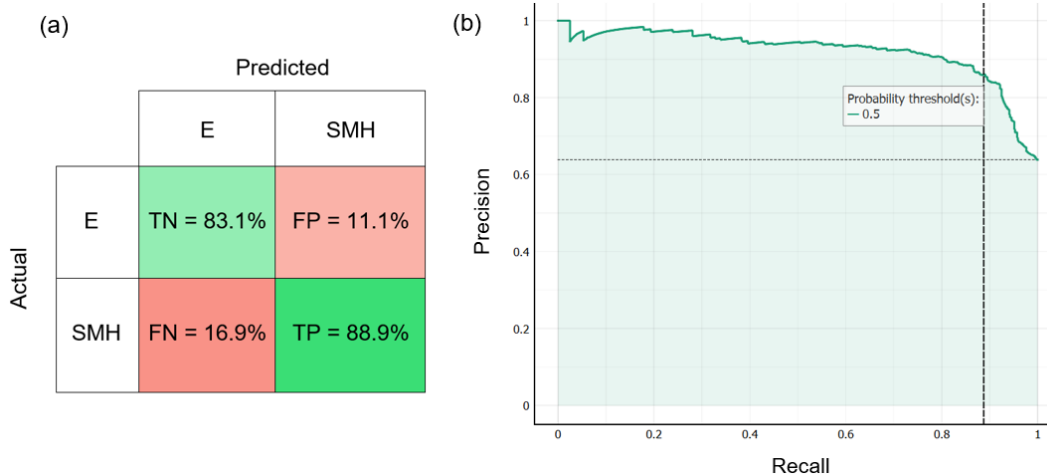 (a)
Predicted
E SMH
Actual
E TN = 83.1% FP = 11.1%
SMH FN = 16.9% TP = 88.9%
(b)
Precision
1
0.8
0.6
0.4
0.2
0
Probability threshold(s):
0.5
0 0.2 0.4 0.6 0.8 1
Recall